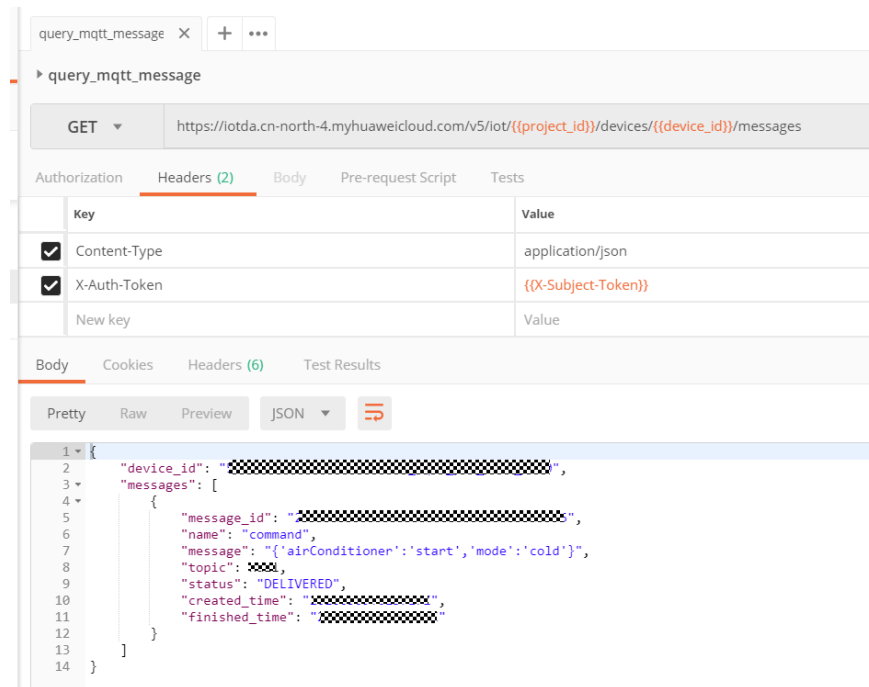 query_mqtt_message
query_mqtt_message
GET https://iotda.cn-north-4.myhuaweicloud.com/v5/iot/{{project_id}}/devices/{{device_id}}/messages
Authorization Headers (2) Body Pre-request Script Tests
Key Value
Content-Type application/json
X-Auth-Token {{X-Subject-Token}}
New key Value
Body Cookies Headers (6) Test Results
Pretty Raw Preview JSON
1 {
2 "device_id": "",
3 "messages": [
4 {
5 "message_id": "",
6 "name": "command",
7 "message": "{'airConditioner':'start','mode':'cold'}",
8 "topic": ,
9 "status": "DELIVERED",
10 "created_time": "",
11 "finished_time": ""
12 }
13 ]
14 }